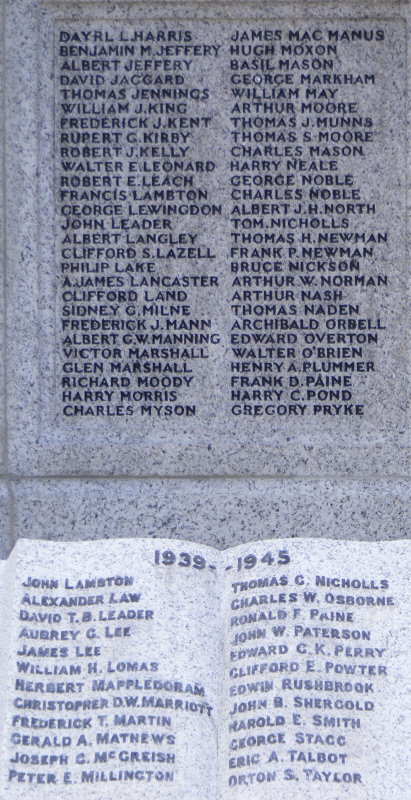 DAYRL L. HARRIS
BENJAMIN M. JEFFERY
ALBERT JEFFERY
DAVID JAGGARD
THOMAS JENNINGS
WILLIAM J. KING
FREDERICK J. KENT
RUPERT G. KIRBY
ROBERT J. KELLY
WALTER E. LEONARD
ROBERT E. LEACH
FRANCIS LAMBTON
GEORGE LEWINGDON
JOHN LEADER
ALBERT LANGLEY
CLIFFORD S. LAZELL
PHILIP LAKE
A. JAMES LANCASTER
CLIFFORD LAND
SIDNEY G. MILNE
FREDERICK J. MANN
ALBERT G.W. MANNING
VICTOR MARSHALL
GLEN MARSHALL
RICHARD MOODY
HARRY MORRIS
CHARLES MYSON
JAMES MAC MANUS
HUGH MOXON
BASIL MASON
GEORGE MARKHAM
WILLIAM MAY
ARTHUR MOORE
THOMAS J. MUNNS
THOMAS S. MOORE
CHARLES MASON
HARRY NEALE
GEORGE NOBLE
CHARLES NOBLE
ALBERT J.H. NORTH
TOM. NICHOLLS
THOMAS H. NEWMAN
FRANK P. NEWMAN
BRUCE NICKSON
ARTHUR W. NORMAN
ARTHUR NASH
THOMAS NADEN
ARCHIBALD ORBELL
EDWARD OVERTON
WALTER O'BRIEN
HENRY A. PLUMMER
FRANK D. PAINE
HARRY C. POND
GREGORY PRYKE
1939--1945
JOHN LAMBTON
ALEXANDER LAW
DAVID T.B. LEADER
AUBREY G. LEE
JAMES LEE
WILLIAM H. LOMAS
HERBERT MAPPLEDORAM
CHRISTOPHER D.W. MARRIOTT
FREDERICK T. MARTIN
GERALD A. MATHEWS
JOSEPH G. McGREISH
PETER E. MILLINGTON
THOMAS G. NICHOLLS
CHARLES W. OSBORNE
RONALD F. PAINE
JOHN W. PATERSON
EDWARD G.K. PERRY
CLIFFORD E. POWTER
EDWIN RUSHBROOK
JOHN B. SHERGOLD
HAROLD E. SMITH
GEORGE STAGG
ERIC A. TALBOT
ORTON S. TAYLOR